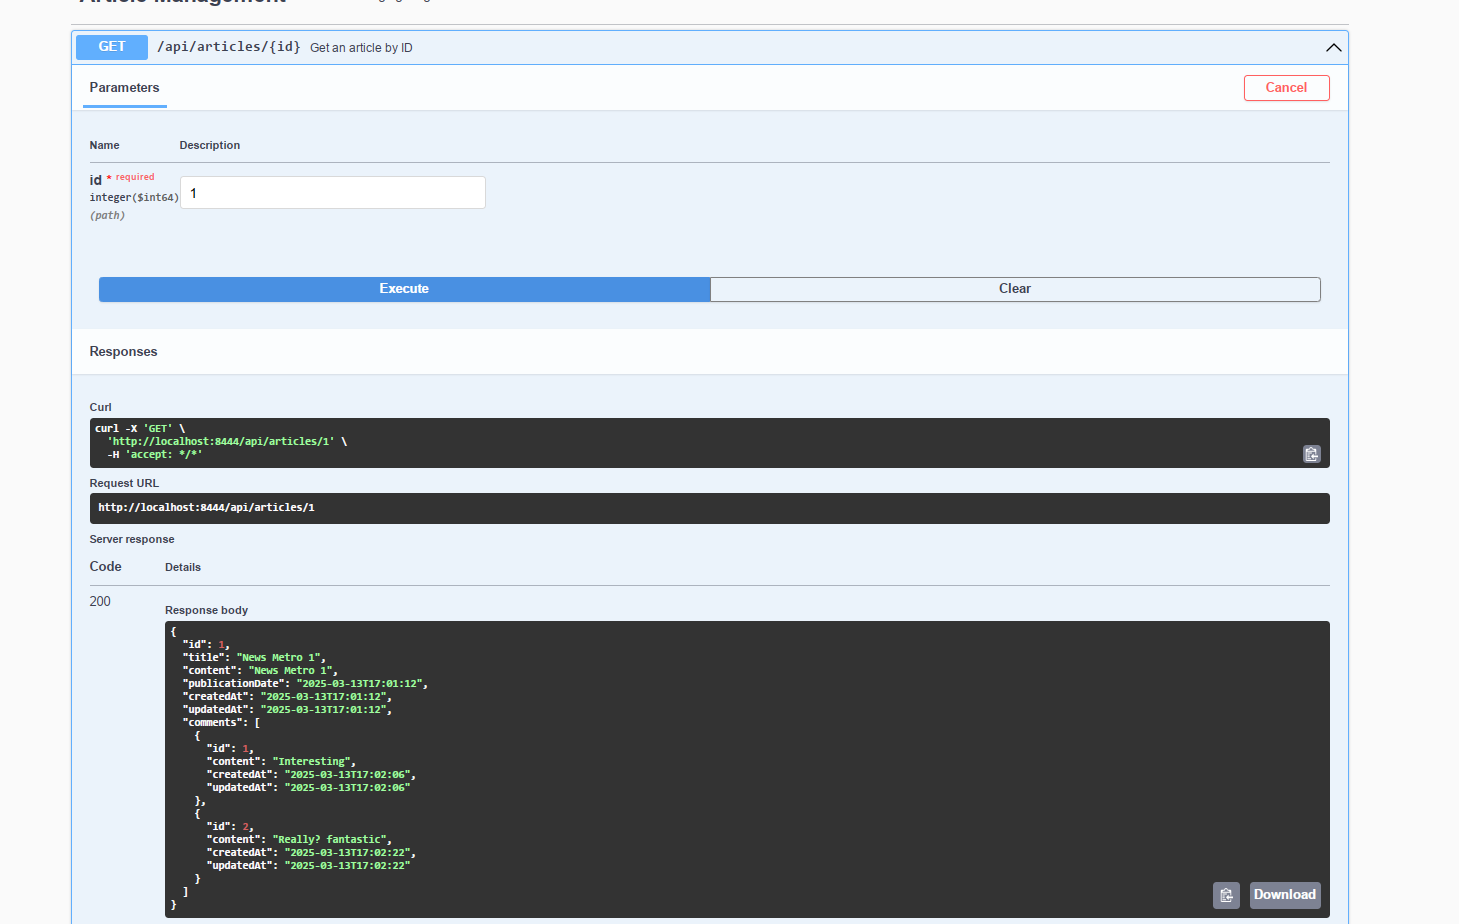 Article Management
GET /api/articles/{id} Get an article by ID
Parameters
Cancel
Name Description
id * required
integer($int64)
(path)
1
Execute Clear
Responses
Curl
curl -X 'GET' \
  'http://localhost:8444/api/articles/1' \
  -H 'accept: */*'
Request URL
http://localhost:8444/api/articles/1
Server response
Code Details
200
Response body
{
  "id": 1,
  "title": "News Metro 1",
  "content": "News Metro 1",
  "publicationDate": "2025-03-13T17:01:12",
  "createdAt": "2025-03-13T17:01:12",
  "updatedAt": "2025-03-13T17:01:12",
  "comments": [
    {
      "id": 1,
      "content": "Interesting",
      "createdAt": "2025-03-13T17:02:06",
      "updatedAt": "2025-03-13T17:02:06"
    },
    {
      "id": 2,
      "content": "Really? fantastic",
      "createdAt": "2025-03-13T17:02:22",
      "updatedAt": "2025-03-13T17:02:22"
    }
  ]
}
Download